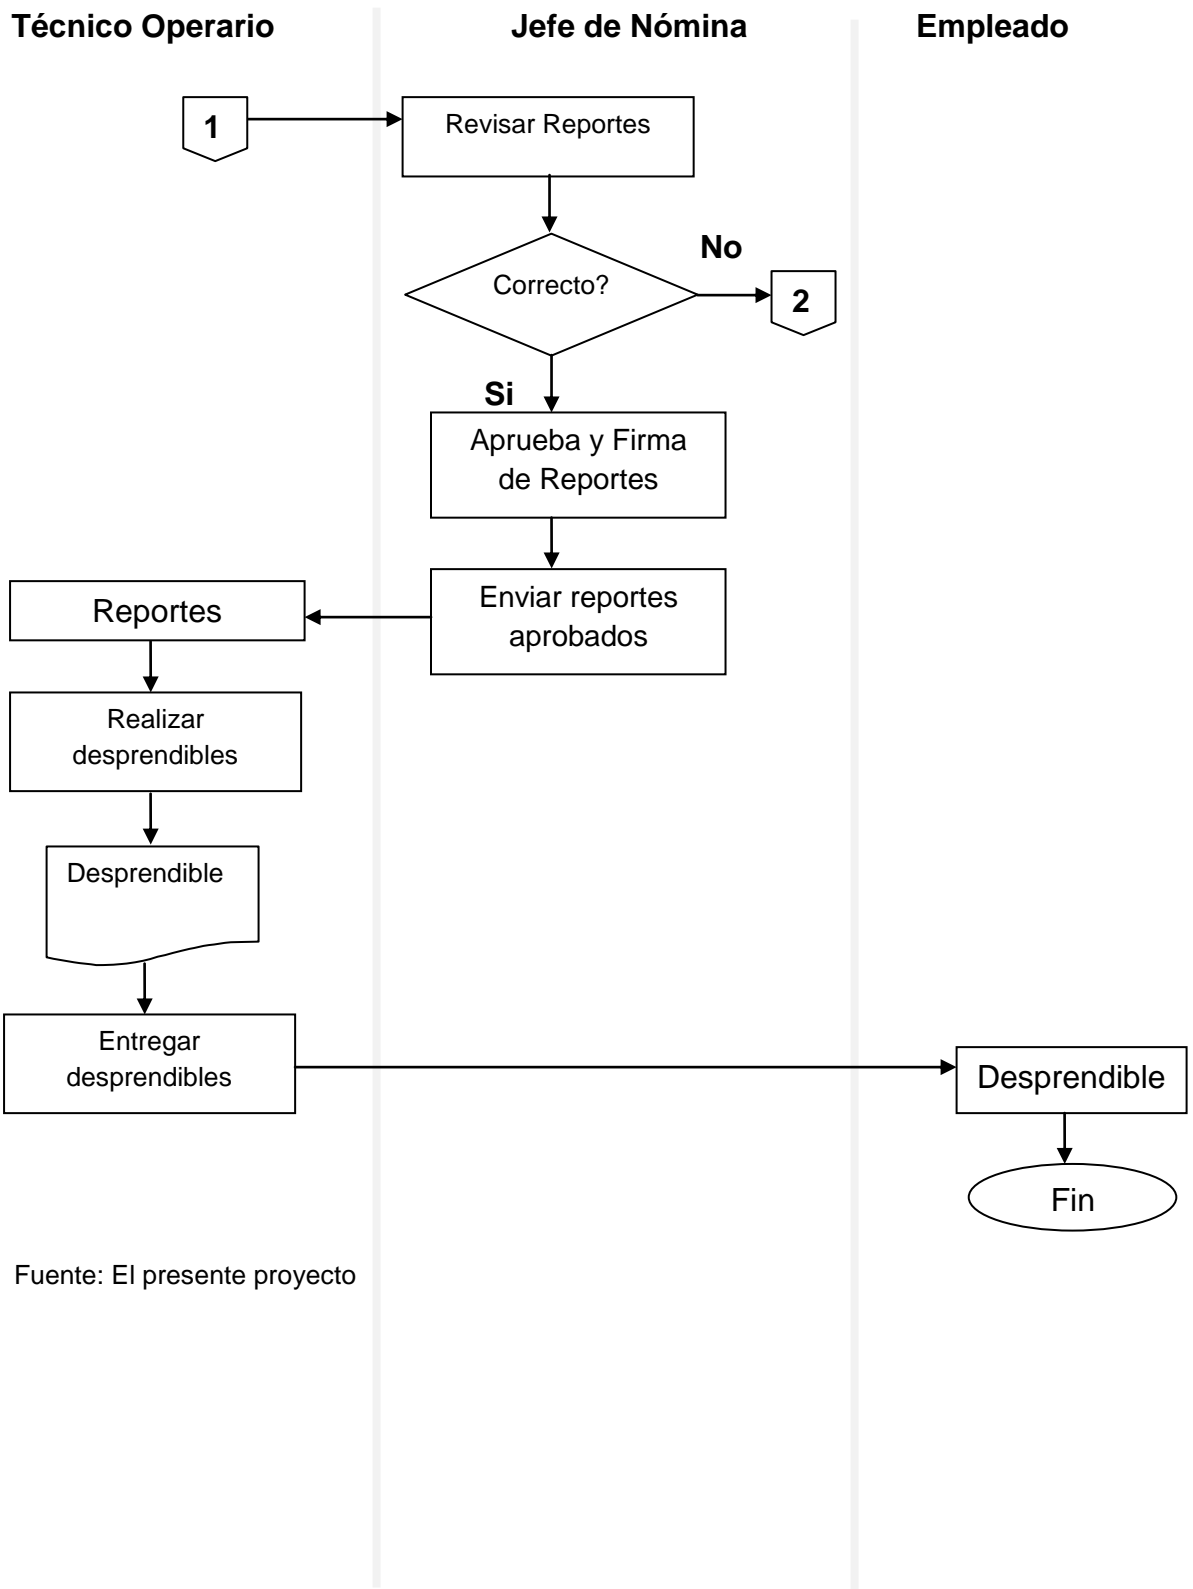 Técnico Operario
Jefe de Nómina
Empleado
1
Revisar Reportes
Correcto?
No
2
Si
Aprueba y Firma
de Reportes
Enviar reportes
aprobados
Reportes
Realizar
desprendibles
Desprendible
Entregar
desprendibles
Desprendible
Fin
Fuente: El presente proyecto